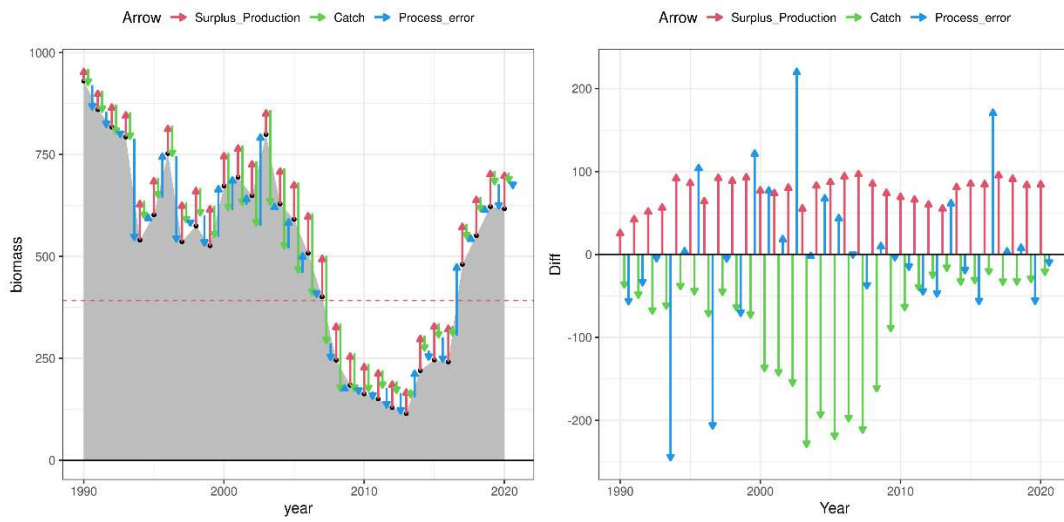 Arrow Surplus_Production Catch Process_error
1000
750
500
250
0
biomass
1990 2000 2010 2020
year
Arrow Surplus_Production Catch Process_error
200
100
0
-100
-200
Diff
1990 2000 2010 2020
Year